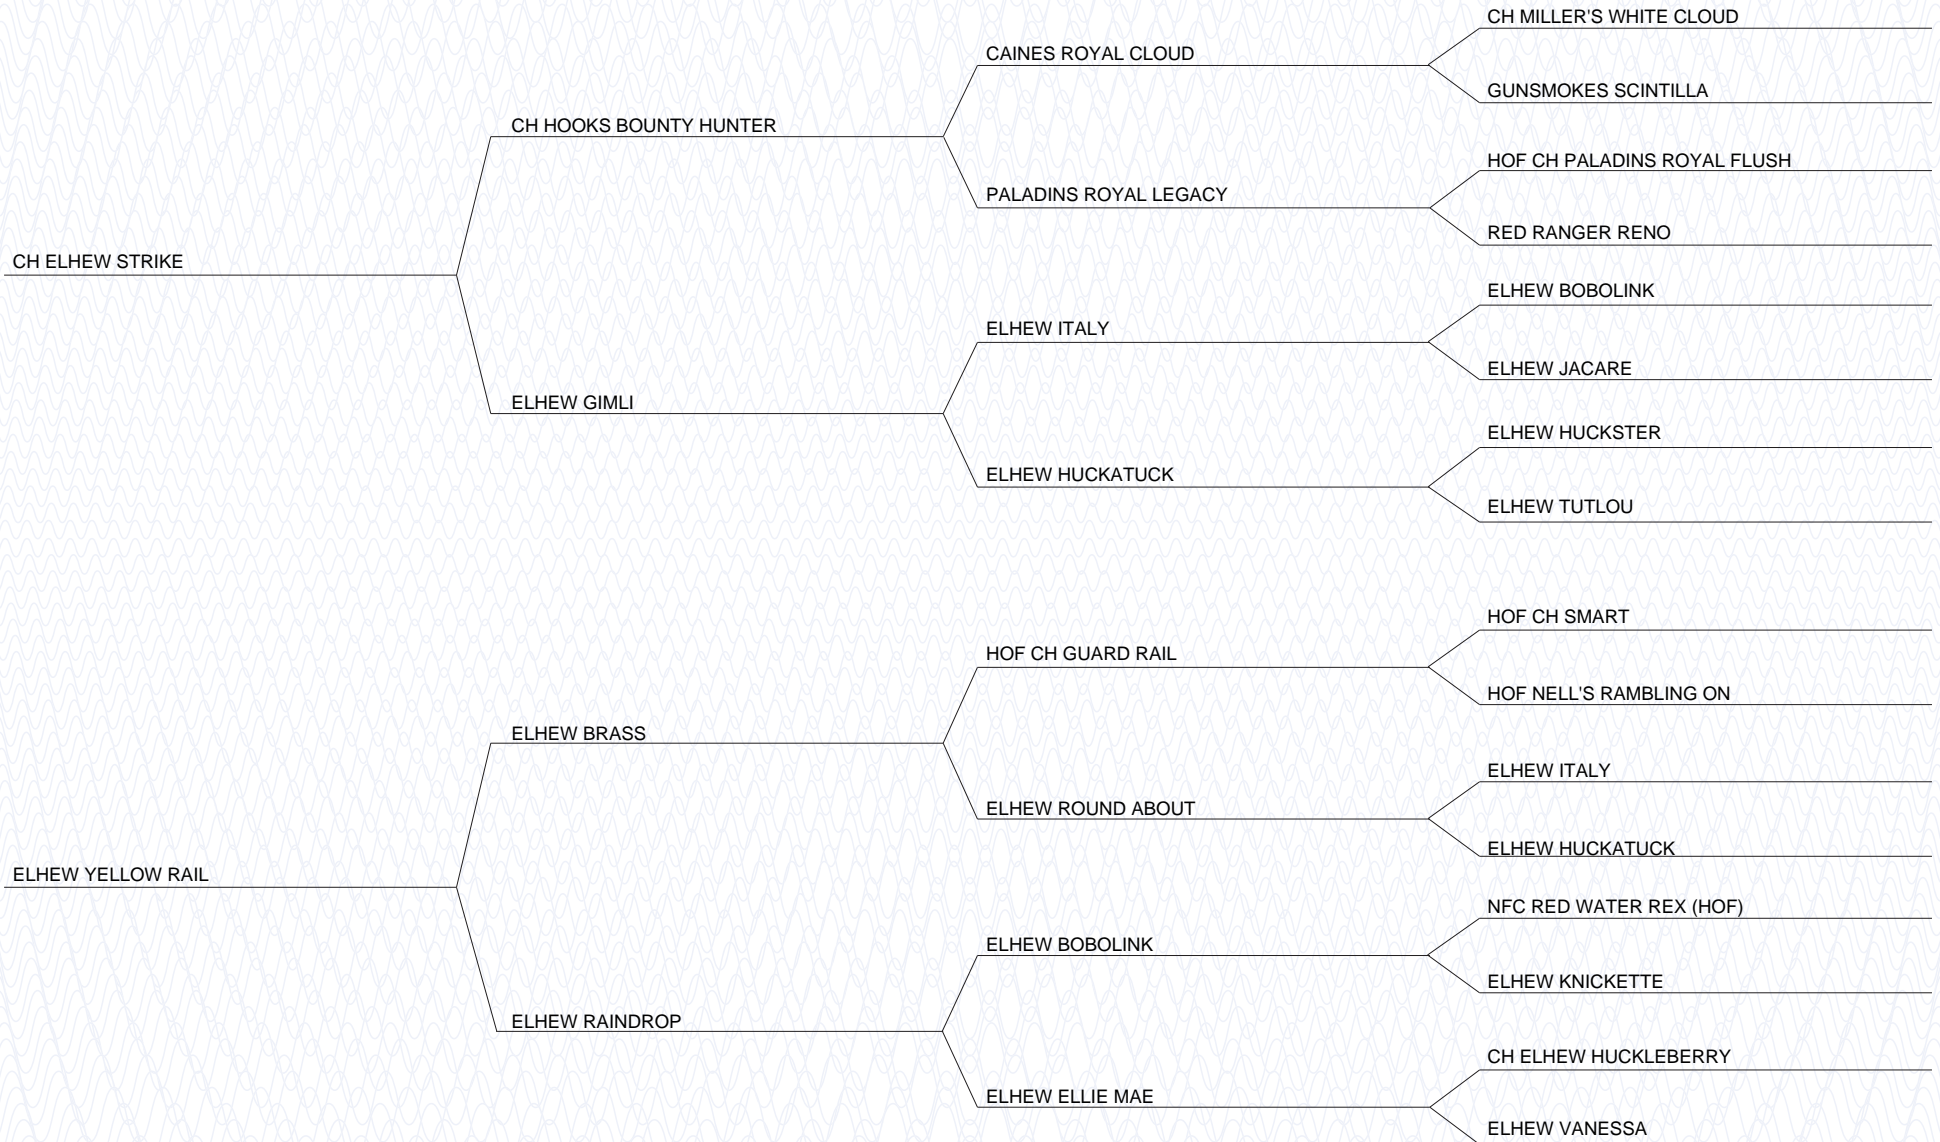 CH MILLER'S WHITE CLOUD
CAINES ROYAL CLOUD
GUNSMOKES SCINTILLA
CH HOOKS BOUNTY HUNTER
HOF CH PALADINS ROYAL FLUSH
PALADINS ROYAL LEGACY
RED RANGER RENO
CH ELHEW STRIKE
ELHEW BOBOLINK
ELHEW ITALY
ELHEW JACARE
ELHEW GIMLI
ELHEW HUCKSTER
ELHEW HUCKATUCK
ELHEW TUTLOU
HOF CH SMART
HOF CH GUARD RAIL
HOF NELL'S RAMBLING ON
ELHEW BRASS
ELHEW ITALY
ELHEW ROUND ABOUT
ELHEW HUCKATUCK
ELHEW YELLOW RAIL
NFC RED WATER REX (HOF)
ELHEW BOBOLINK
ELHEW KNICKETTE
ELHEW RAINDROP
CH ELHEW HUCKLEBERRY
ELHEW ELLIE MAE
ELHEW VANESSA